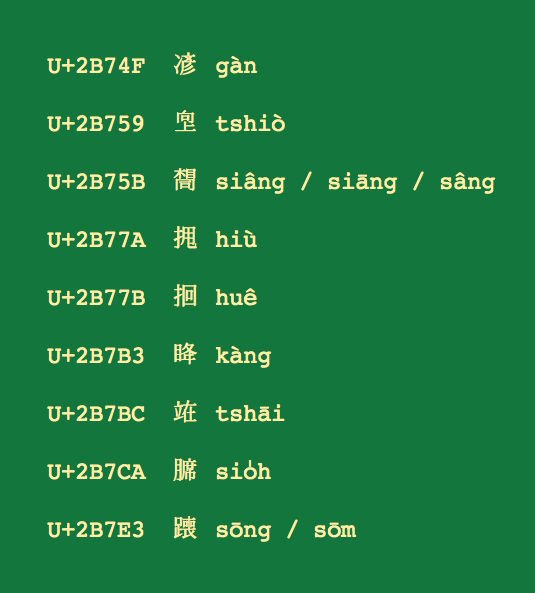 U+2B74F 𫝏 gàn
U+2B759 𫝙 tshiò
U+2B75B 𫝛 siâng / siāng / sâng
U+2B77A 𫝺 hiù
U+2B77B 𫝻 huê
U+2B7B3 𫞳 kàng
U+2B7BC 𫞼 tshāi
U+2B7CA 𫟊 sio̍h
U+2B7E3 𫟣 sōng / sōm